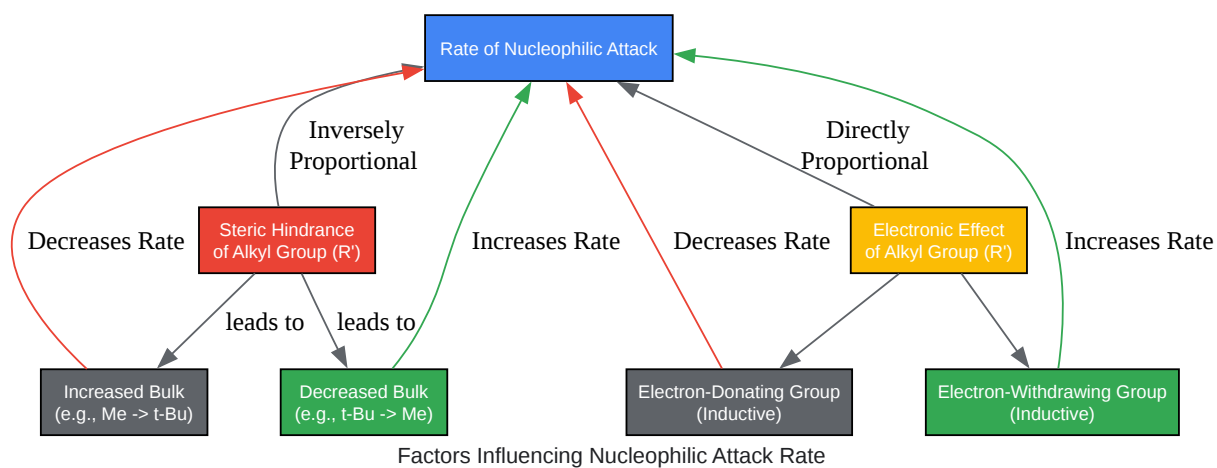 Rate of Nucleophilic Attack
Inversely
Proportional
Directly
Proportional
Decreases Rate
Steric Hindrance
of Alkyl Group (R')
Increases Rate
Decreases Rate
Electronic Effect
of Alkyl Group (R')
Increases Rate
leads to
leads to
Increased Bulk
(e.g., Me -> t-Bu)
Decreased Bulk
(e.g., t-Bu -> Me)
Electron-Donating Group
(Inductive)
Electron-Withdrawing Group
(Inductive)
Factors Influencing Nucleophilic Attack Rate